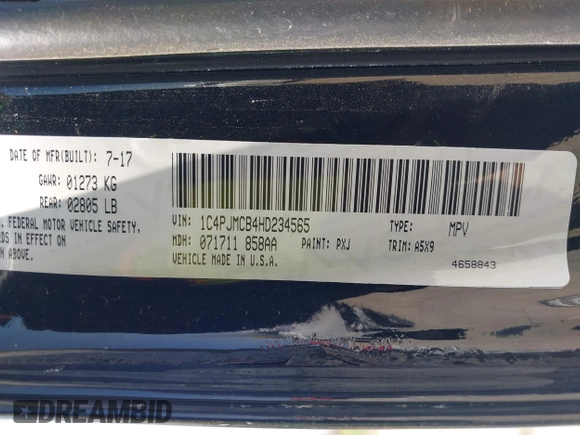 DATE OF MFR(BUILT): 7-17
GAWR: 01273 KG
REAR: 02805 LB
FEDERAL MOTOR VEHICLE SAFETY,
DS IN EFFECT ON
N ABOVE.
VIN: 1C4PJMCB4HD234565
TYPE: MPV
MDH: 071711 858AA
PAINT: PXJ
TRIM: A5X9
VEHICLE MADE IN U.S.A.
4658843
DREAMBID